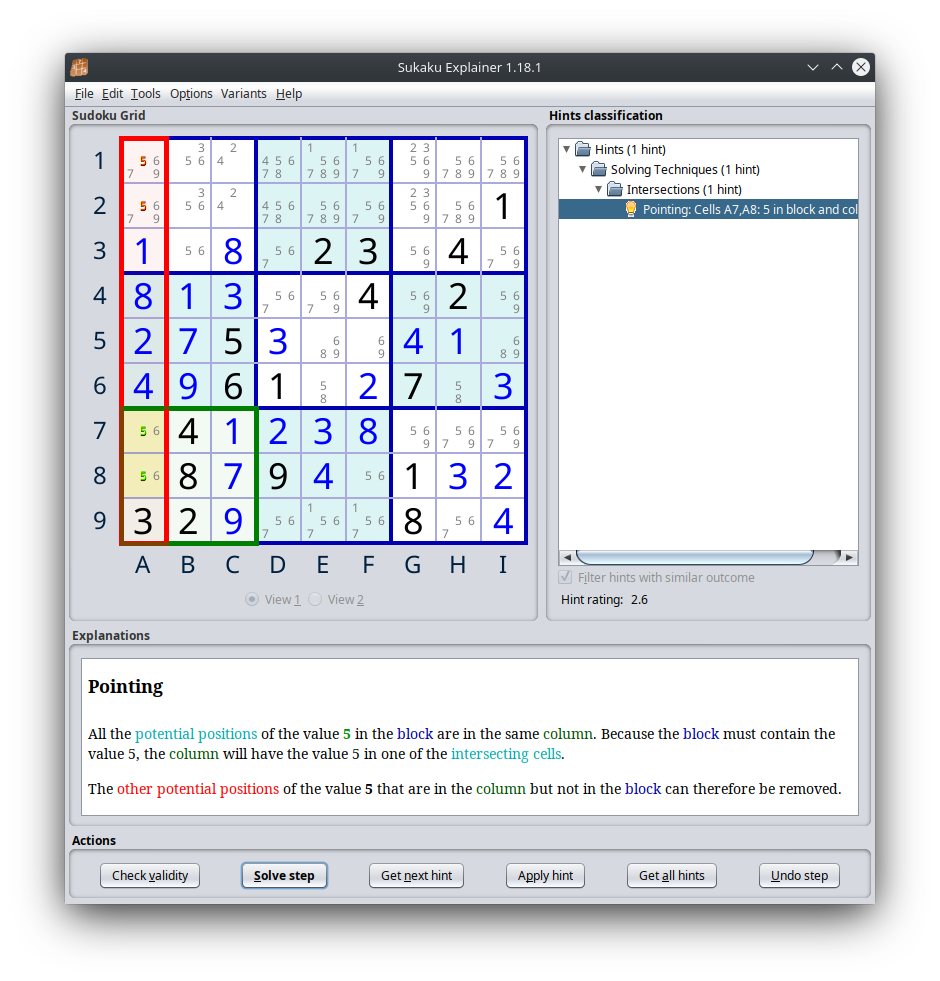 Sukaku Explainer 1.18.1
File Edit Tools Options Variants Help
Sudoku Grid
Hints classification
Hints (1 hint)
Solving Techniques (1 hint)
Intersections (1 hint)
Pointing: Cells A7,A8: 5 in block and col
3 2 2 3
1 5 6 5 6 4 4 5 6 5 6 5 6 5 6 5 6 5 6
7 9 7 8 7 8 9 7 9 9 7 8 9 7 8 9
3 2 2 3
2 5 6 5 6 4 4 5 6 5 6 5 6 5 6 5 6 1
7 9 7 8 7 8 9 7 9 9 7 8 9
3 1 5 6 8 5 6 2 3 5 6 4 5 6
7 9 7 9
4 8 1 3 5 6 5 6 4 5 6 2 5 6
7 7 9 9 9
5 2 7 5 3 6 6 4 1 6
8 9 9 8 9
6 4 9 6 1 5 2 7 5 3
8 8
7 5 6 4 1 2 3 8 5 6 5 6 5 6
9 7 9 7 9
8 5 6 8 7 9 4 5 6 1 3 2
1 1
9 3 2 9 5 6 5 6 5 6 8 5 6 4
7 7 7 7
A B C D E F G H I
View 1 View 2
Filter hints with similar outcome
Hint rating: 2.6
Explanations
Pointing
All the potential positions of the value 5 in the block are in the same column. Because the block must contain the
value 5, the column will have the value 5 in one of the intersecting cells.
The other potential positions of the value 5 that are in the column but not in the block can therefore be removed.
Actions
Check validity Solve step Get next hint Apply hint Get all hints Undo step